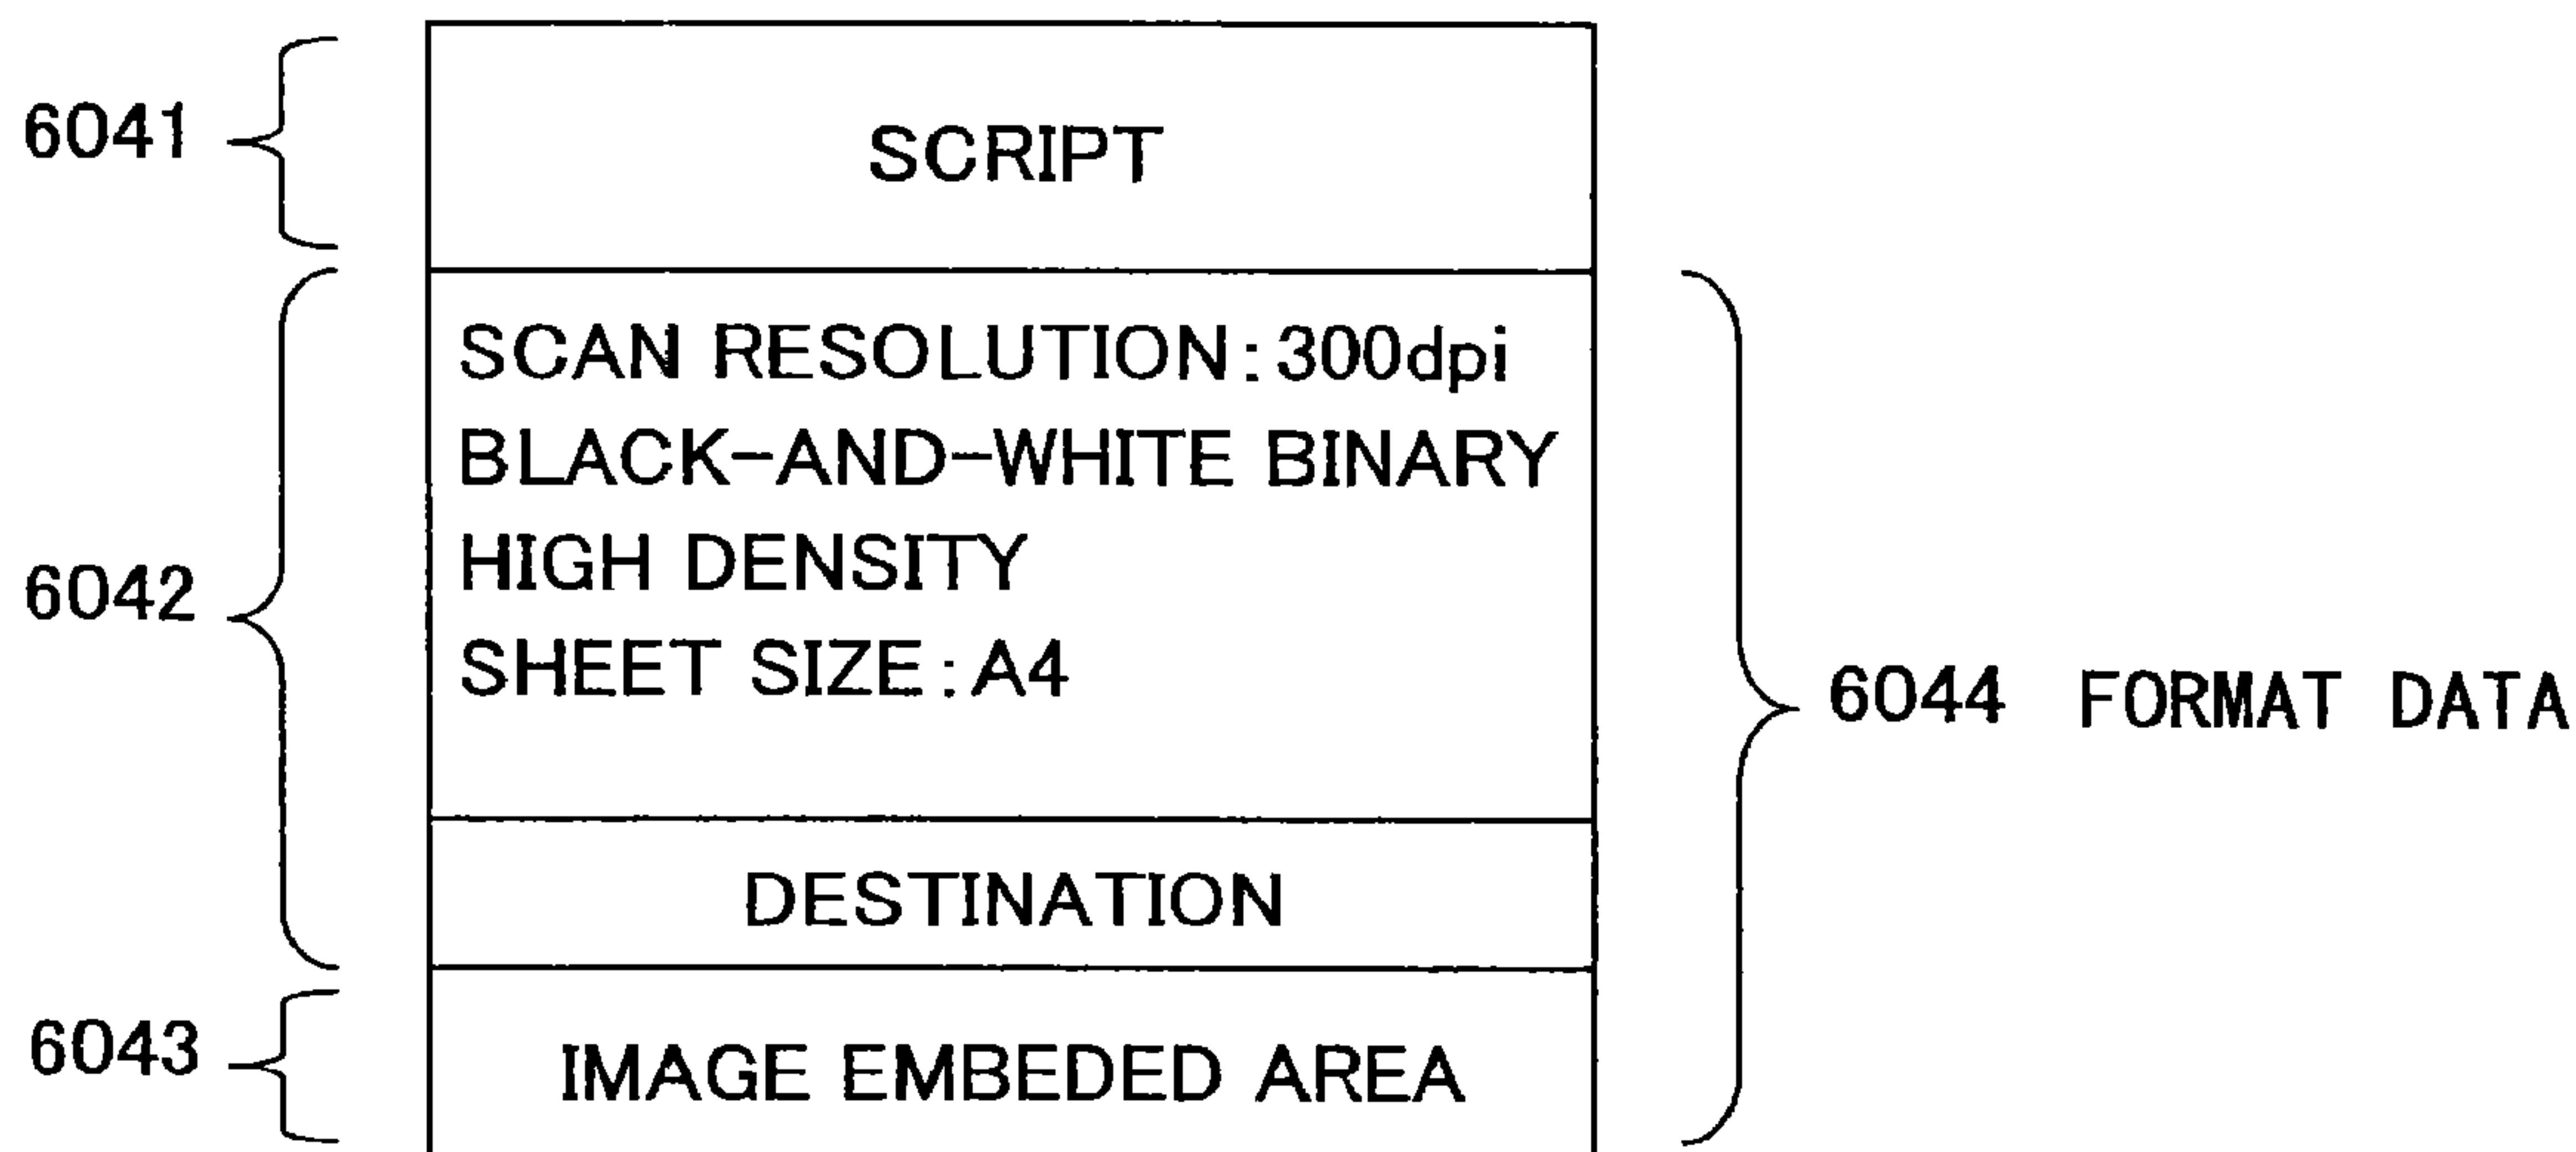 6041
SCRIPT
SCAN RESOLUTION:300dpi
BLACK-AND-WHITE BINARY
HIGH DENSITY
SHEET SIZE:A4
6042
6044 FORMAT DATA
DESTINATION
6043
IMAGE EMBEDED AREA